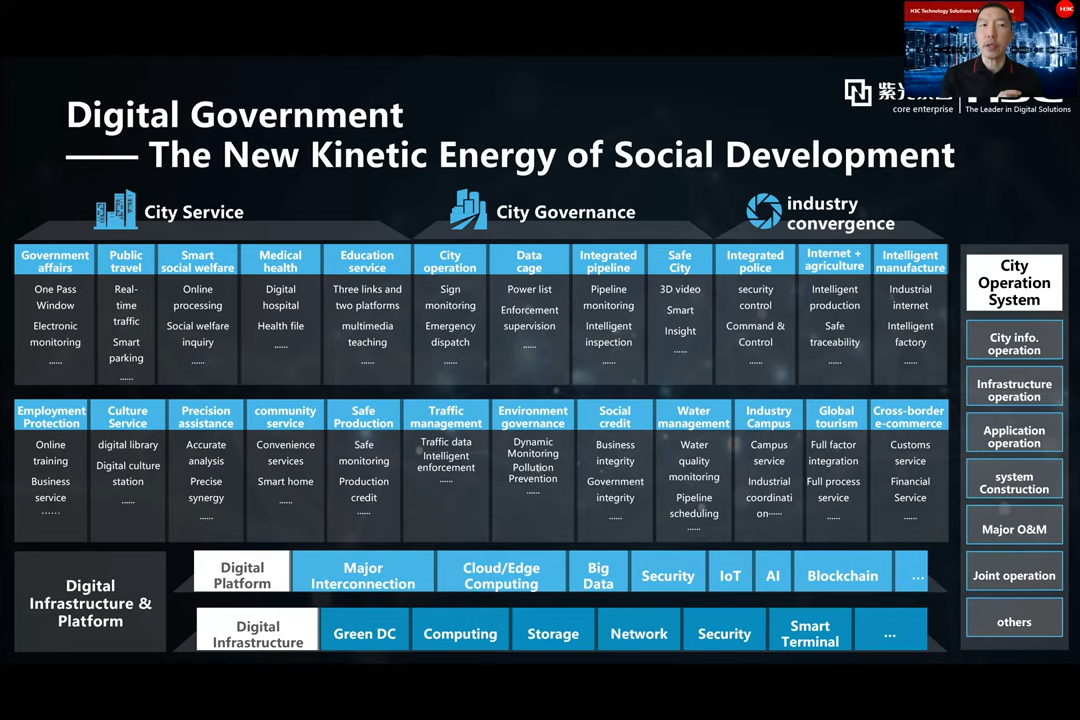 H3C Technology Solutions
H3C
紫光
core enterprise
The Leader in Digital Solutions
Digital Government
—— The New Kinetic Energy of Social Development
City Service
City Governance
industry
convergence
Government
affairs
One Pass
Window
Electronic
monitoring
......
Public
travel
Real-
time
traffic
Smart
parking
......
Smart
social welfare
Online
processing
Social welfare
inquiry
......
Medical
health
Digital
hospital
Health file
......
Education
service
Three links and
two platforms
multimedia
teaching
......
City
operation
Sign
monitoring
Emergency
dispatch
......
Data
cage
Power list
Enforcement
supervision
......
Integrated
pipeline
Pipeline
monitoring
Intelligent
inspection
......
Safe
City
3D video
Smart
Insight
......
Integrated
police
security
control
Command &
Control
......
Internet +
agriculture
Intelligent
production
Safe
traceability
......
Intelligent
manufacture
Industrial
internet
Intelligent
factory
......
Employment
Protection
Online
training
Business
service
......
Culture
Service
digital library
Digital culture
station
......
Precision
assistance
Accurate
analysis
Precise
synergy
......
community
service
Convenience
services
Smart home
......
Safe
Production
Safe
monitoring
Production
credit
......
Traffic
management
Traffic data
Intelligent
enforcement
......
Environment
governance
Dynamic
Monitoring
Pollution
Prevention
......
Social
credit
Business
integrity
Government
integrity
......
Water
management
Water
quality
monitoring
Pipeline
scheduling
......
Industry
Campus
Campus
service
Industrial
coordinati
on······
Global
tourism
Full factor
integration
Full process
service
......
Cross-border
e-commerce
Customs
service
Financial
Service
......
City
Operation
System
City info.
operation
Infrastructure
operation
Application
operation
system
Construction
Major O&M
Joint operation
others
Digital
Infrastructure &
Platform
Digital
Platform
Major
Interconnection
Cloud/Edge
Computing
Big
Data
Security
IoT
AI
Blockchain
...
Digital
Infrastructure
Green DC
Computing
Storage
Network
Security
Smart
Terminal
...